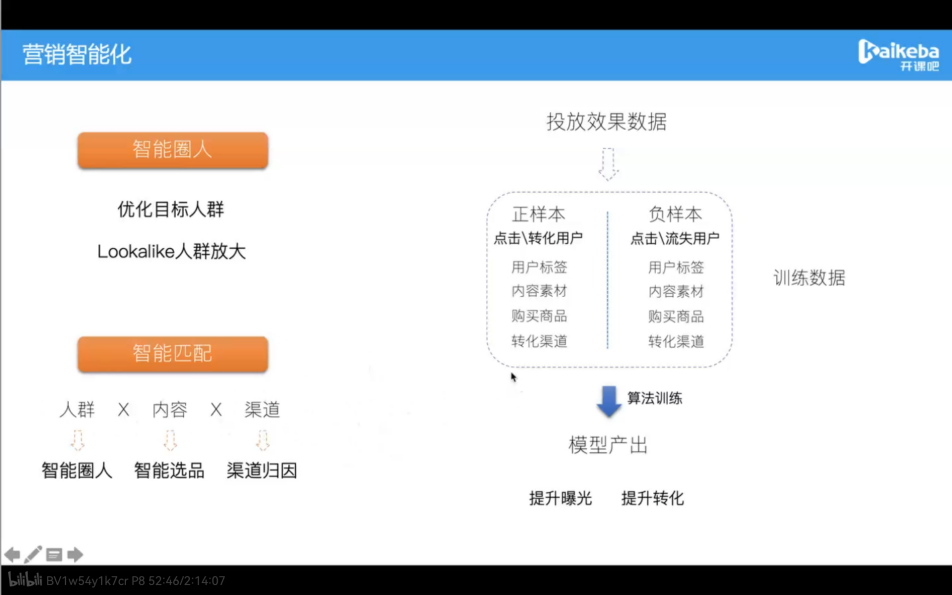 营销智能化
Kaikeba
开课吧
智能圈人
优化目标人群
Lookalike人群放大
智能匹配
人群 X 内容 X 渠道
智能圈人 智能选品 渠道归因
投放效果数据
正样本 负样本
点击\转化用户 点击\流失用户
用户标签 用户标签
内容素材 内容素材
购买商品 购买商品
转化渠道 转化渠道
训练数据
算法训练
模型产出
提升曝光 提升转化
bilibili BV1w54y1k7cr P8 52:46/2:14:07